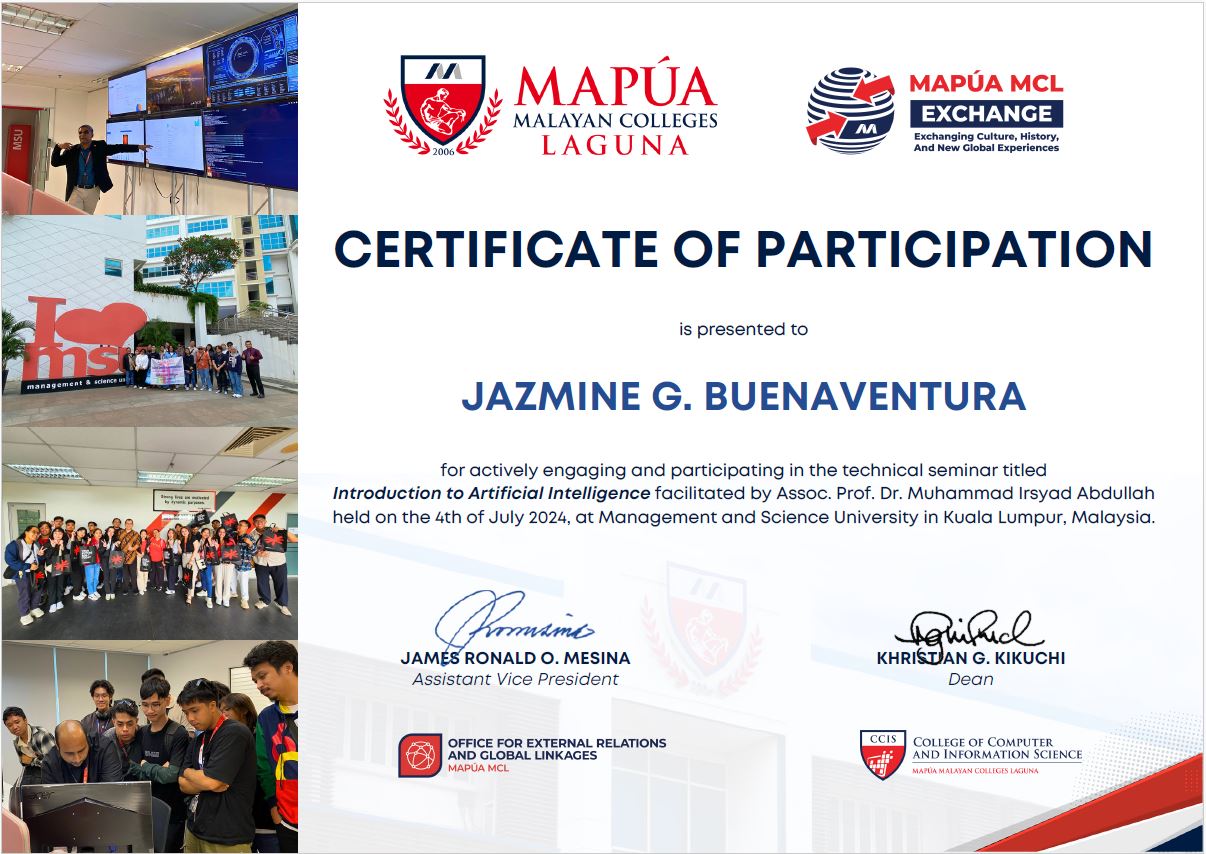 MSU
I
msu
management & science un
Strong lives are motivated
by dynamic purposes.
acer
MAPÚA
MALAYAN COLLEGES
LAGUNA
2006
MAPÚA MCL
EXCHANGE
Exchanging Culture, History,
And New Global Experiences
CERTIFICATE OF PARTICIPATION
is presented to
JAZMINE G. BUENAVENTURA
for actively engaging and participating in the technical seminar titled
Introduction to Artificial Intelligence facilitated by Assoc. Prof. Dr. Muhammad Irsyad Abdullah
held on the 4th of July 2024, at Management and Science University in Kuala Lumpur, Malaysia.
JAMES RONALD O. MESINA
Assistant Vice President
KHRISTIAN G. KIKUCHI
Dean
OFFICE FOR EXTERNAL RELATIONS
AND GLOBAL LINKAGES
MAPÚA MCL
CCIS
COLLEGE OF COMPUTER
AND INFORMATION SCIENCE
MAPÚA MALAYAN COLLEGES LAGUNA